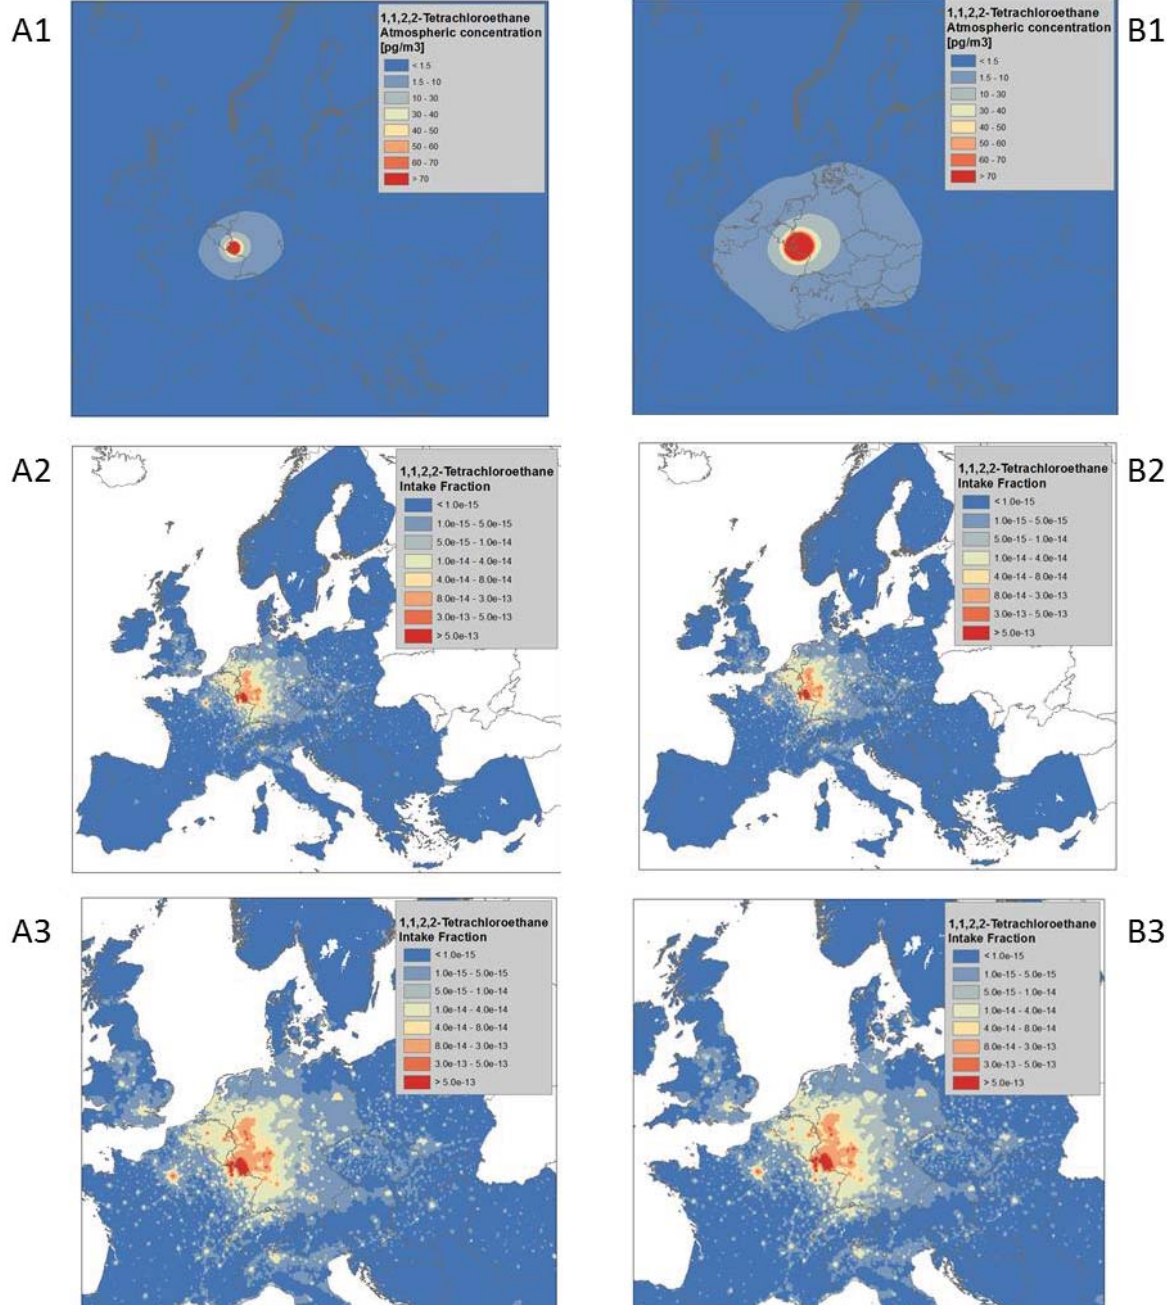 A1
1,1,2,2-Tetrachloroethane
Atmospheric concentration
[pg/m3]
< 1.5
1.5 - 10
10 - 30
30 - 40
40 - 50
50 - 60
60 - 70
> 70
B1
1,1,2,2-Tetrachloroethane
Atmospheric concentration
[pg/m3]
< 1.5
1.5 - 10
10 - 30
30 - 40
40 - 50
50 - 60
60 - 70
> 70
A2
1,1,2,2-Tetrachloroethane
Intake Fraction
< 1.0e-15
1.0e-15 - 5.0e-15
5.0e-15 - 1.0e-14
1.0e-14 - 4.0e-14
4.0e-14 - 8.0e-14
8.0e-14 - 3.0e-13
3.0e-13 - 5.0e-13
> 5.0e-13
B2
1,1,2,2-Tetrachloroethane
Intake Fraction
< 1.0e-15
1.0e-15 - 5.0e-15
5.0e-15 - 1.0e-14
1.0e-14 - 4.0e-14
4.0e-14 - 8.0e-14
8.0e-14 - 3.0e-13
3.0e-13 - 5.0e-13
> 5.0e-13
A3
1,1,2,2-Tetrachloroethane
Intake Fraction
< 1.0e-15
1.0e-15 - 5.0e-15
5.0e-15 - 1.0e-14
1.0e-14 - 4.0e-14
4.0e-14 - 8.0e-14
8.0e-14 - 3.0e-13
3.0e-13 - 5.0e-13
> 5.0e-13
B3
1,1,2,2-Tetrachloroethane
Intake Fraction
< 1.0e-15
1.0e-15 - 5.0e-15
5.0e-15 - 1.0e-14
1.0e-14 - 4.0e-14
4.0e-14 - 8.0e-14
8.0e-14 - 3.0e-13
3.0e-13 - 5.0e-13
> 5.0e-13